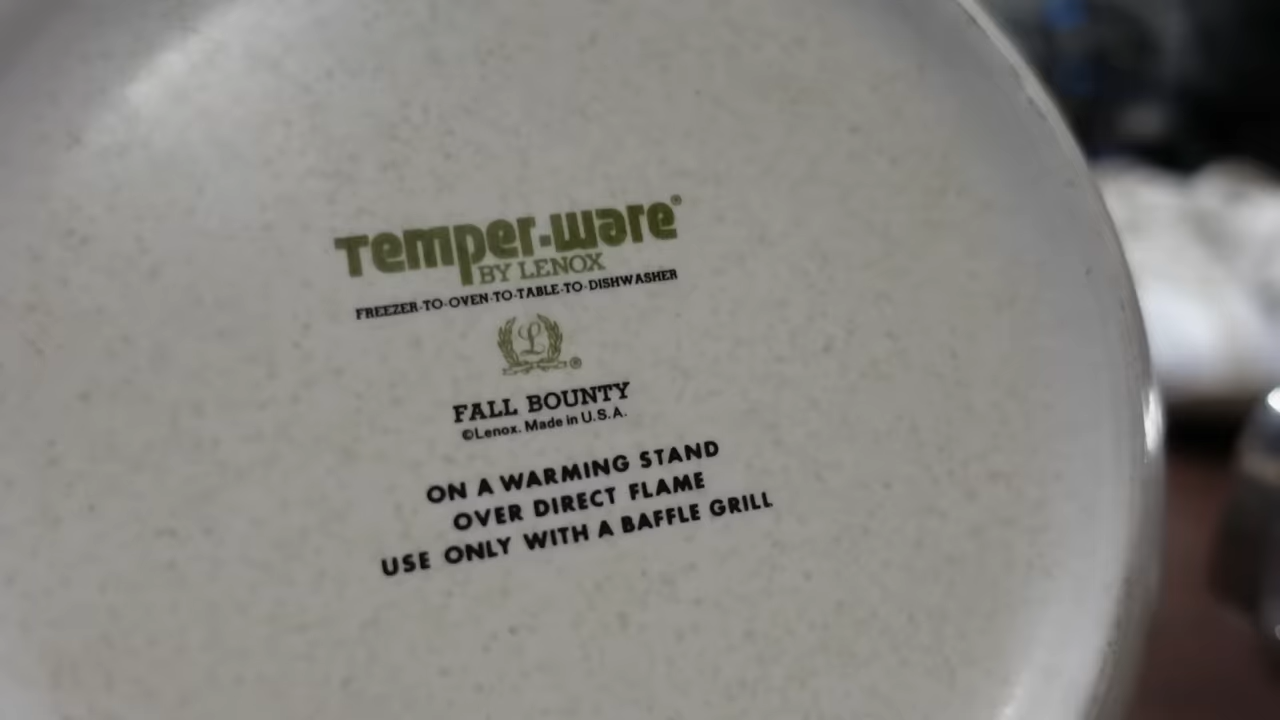 Temper-ware®
BY LENOX
FREEZER-TO-OVEN-TO-TABLE-TO-DISHWASHER
L ®
FALL BOUNTY
©Lenox. Made in U.S.A.
ON A WARMING STAND
OVER DIRECT FLAME
USE ONLY WITH A BAFFLE GRILL